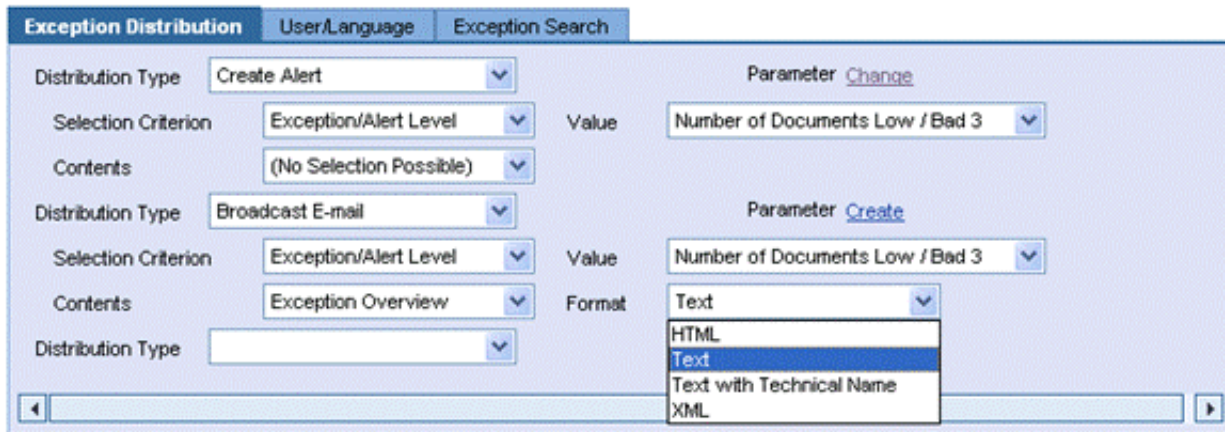 Exception Distribution User/Language Exception Search
Distribution Type Create Alert Parameter Change
Selection Criterion Exception/Alert Level Value Number of Documents Low / Bad 3
Contents (No Selection Possible)
Distribution Type Broadcast E-mail Parameter Create
Selection Criterion Exception/Alert Level Value Number of Documents Low / Bad 3
Contents Exception Overview Format Text
HTML
Distribution Type
Text
Text with Technical Name
XML